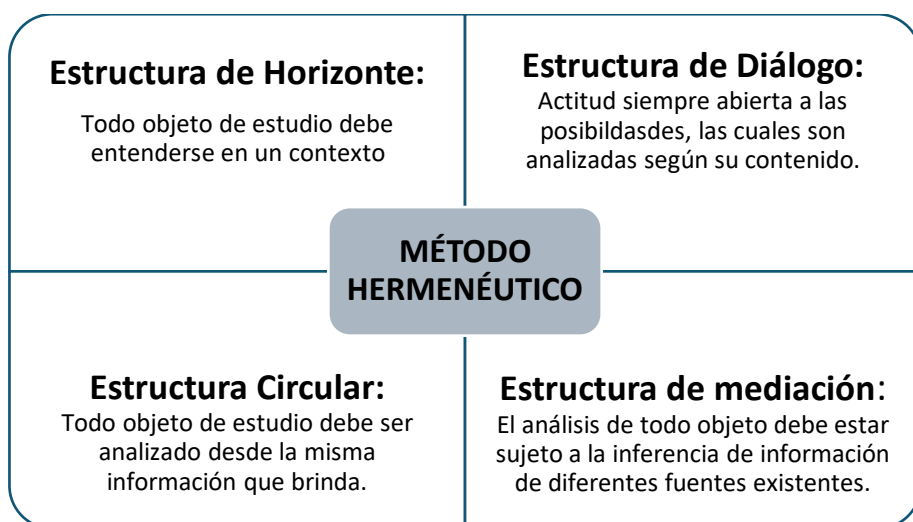 Estructura de Horizonte:
Todo objeto de estudio debe
entenderse en un contexto
Estructura de Diálogo:
Actitud siempre abierta a las
posibildasdes, las cuales son
analizadas según su contenido.
MÉTODO
HERMENÉUTICO
Estructura Circular:
Todo objeto de estudio debe ser
analizado desde la misma
información que brinda.
Estructura de mediación:
El análisis de todo objeto debe estar
sujeto a la inferencia de información
de diferentes fuentes existentes.